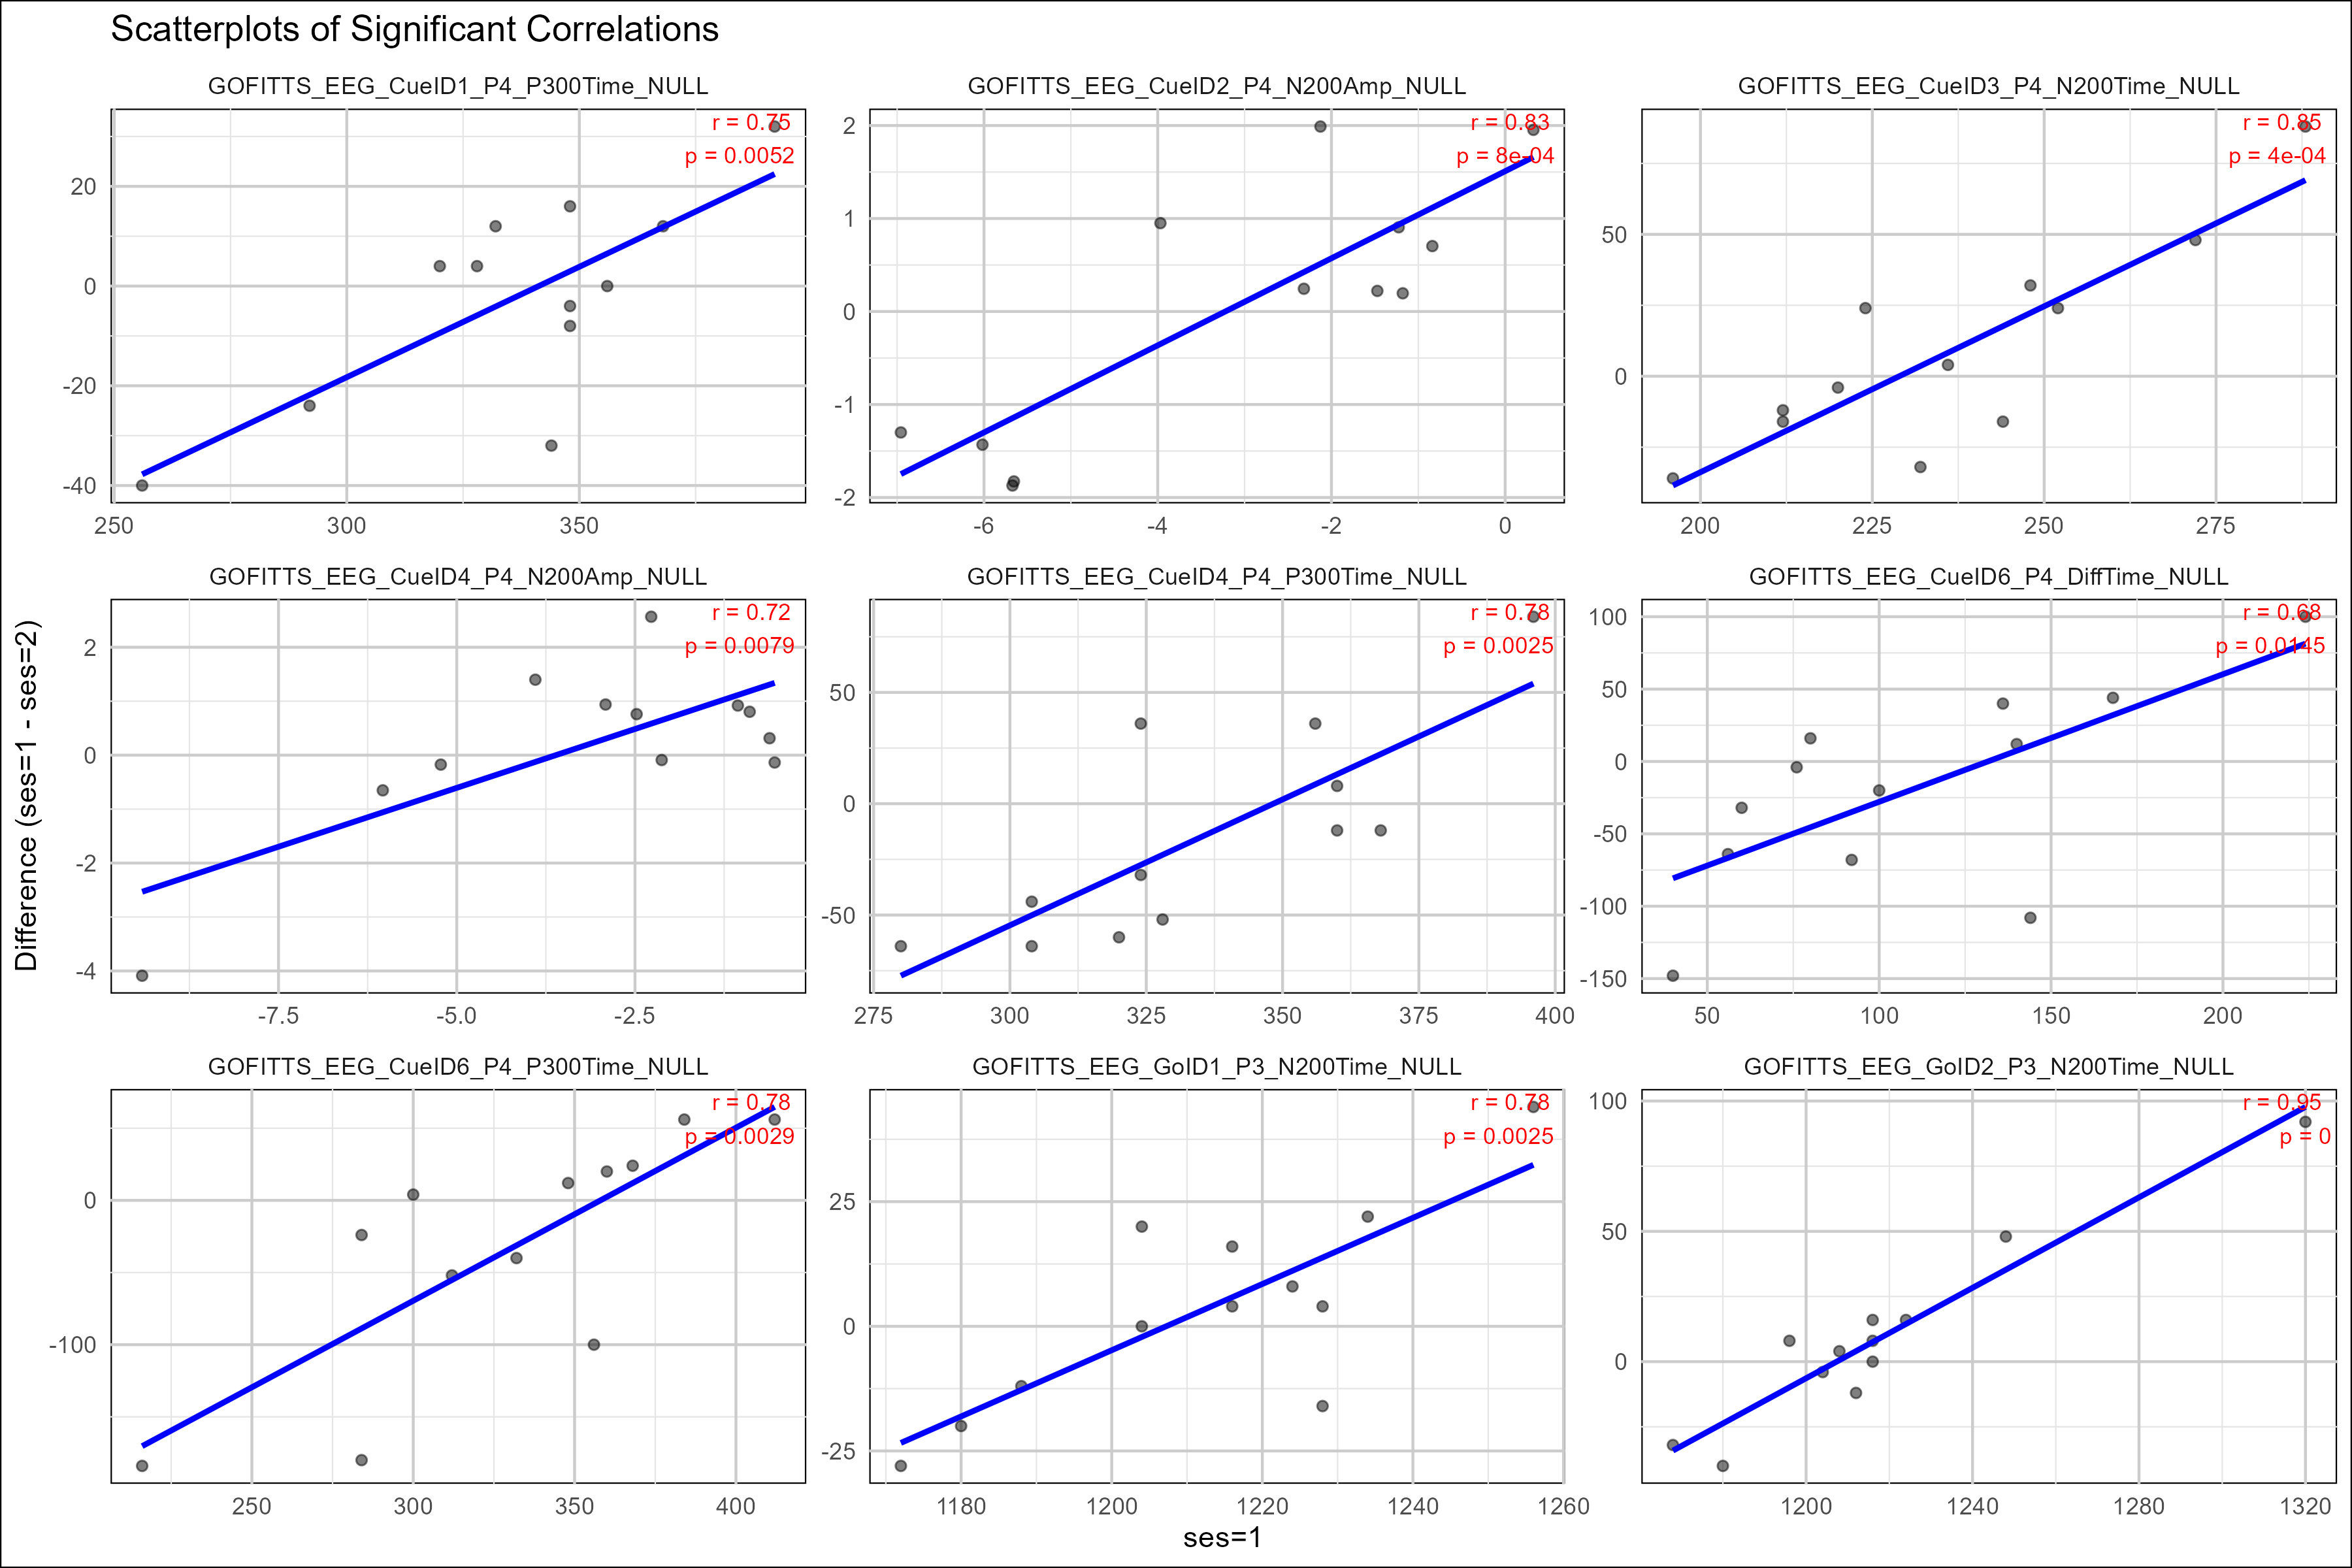 Scatterplots of Significant Correlations
GOFITTS_EEG_CueID1_P4_P300Time_NULL
r = 0.75
p = 0.0052
20
0
-20
-40
250 300 350
GOFITTS_EEG_CueID2_P4_N200Amp_NULL
r = 0.83
p = 8e-04
2
1
0
-1
-2
-6 -4 -2 0
GOFITTS_EEG_CueID3_P4_N200Time_NULL
r = 0.85
p = 4e-04
50
0
200 225 250 275
GOFITTS_EEG_CueID4_P4_N200Amp_NULL
r = 0.72
p = 0.0079
2
0
-2
-4
-7.5 -5.0 -2.5
GOFITTS_EEG_CueID4_P4_P300Time_NULL
r = 0.78
p = 0.0025
50
0
-50
275 300 325 350 375 400
GOFITTS_EEG_CueID6_P4_DiffTime_NULL
r = 0.68
p = 0.0145
100
50
0
-50
-100
-150
50 100 150 200
GOFITTS_EEG_CueID6_P4_P300Time_NULL
r = 0.78
p = 0.0029
0
-100
250 300 350 400
GOFITTS_EEG_GoID1_P3_N200Time_NULL
r = 0.78
p = 0.0025
25
0
-25
1180 1200 1220 1240 1260
GOFITTS_EEG_GoID2_P3_N200Time_NULL
r = 0.95
p = 0
100
50
0
1200 1240 1280 1320
Difference (ses=1 - ses=2)
ses=1